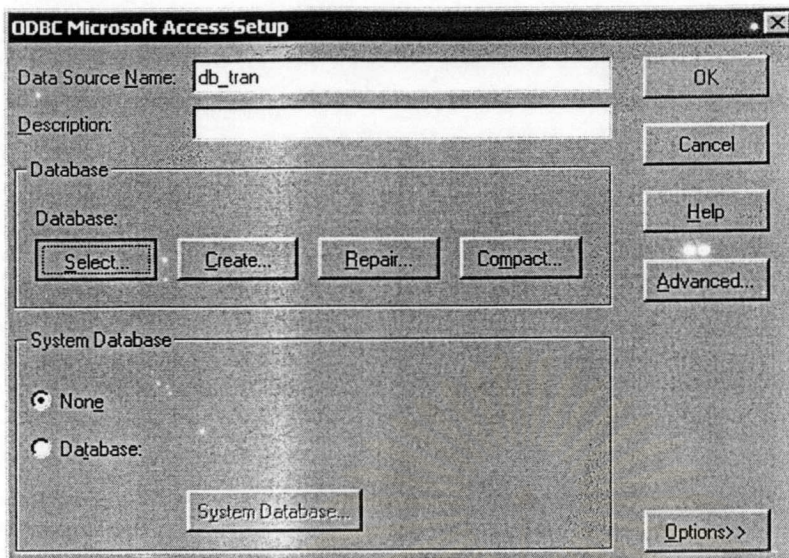 ODBC Microsoft Access Setup
Data Source Name: db_tran
OK
Description:
Cancel
Database
Help
Database:
Select... Create... Repair... Compact...
Advanced...
System Database
None
Database:
System Database...
Options>>